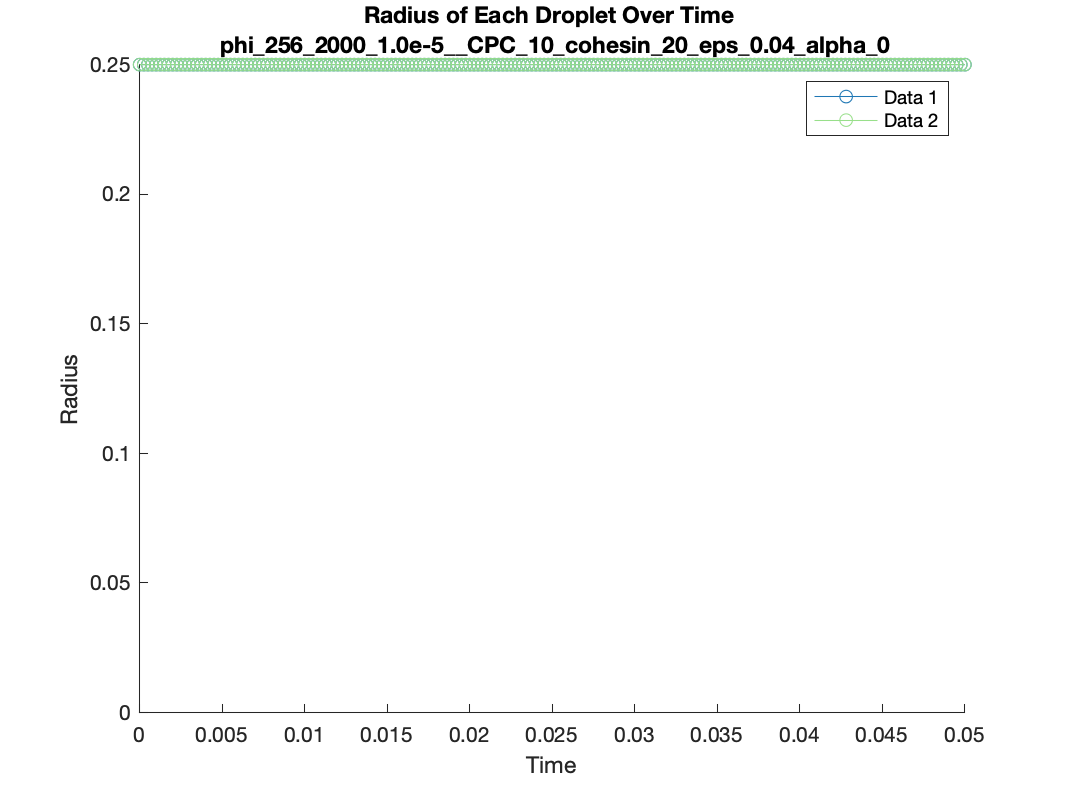 Radius of Each Droplet Over Time
phi_256_2000_1.0e-5__CPC_10_cohesin_20_eps_0.04_alpha_0
0.25
0.2
0.15
0.1
0.05
0
Radius
Data 1
Data 2
0 0.005 0.01 0.015 0.02 0.025 0.03 0.035 0.04 0.045 0.05
Time